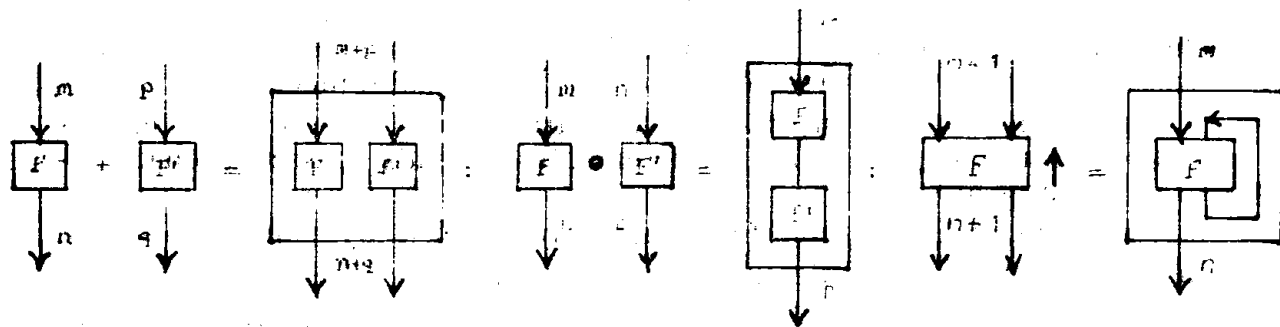 m p m+p m n n+1 m
F + F' = F F' : F • F' = F F' : F ↑ = F
n q n+q n+1 p n